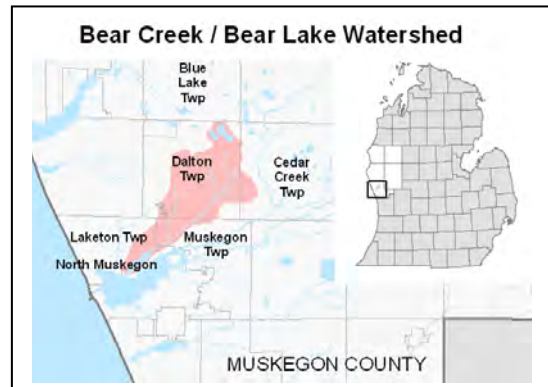 Bear Creek / Bear Lake Watershed
Blue
Lake
Twp
Dalton
Twp
Cedar
Creek
Twp
Laketon Twp
Muskegon
Twp
North Muskegon
MUSKEGON COUNTY